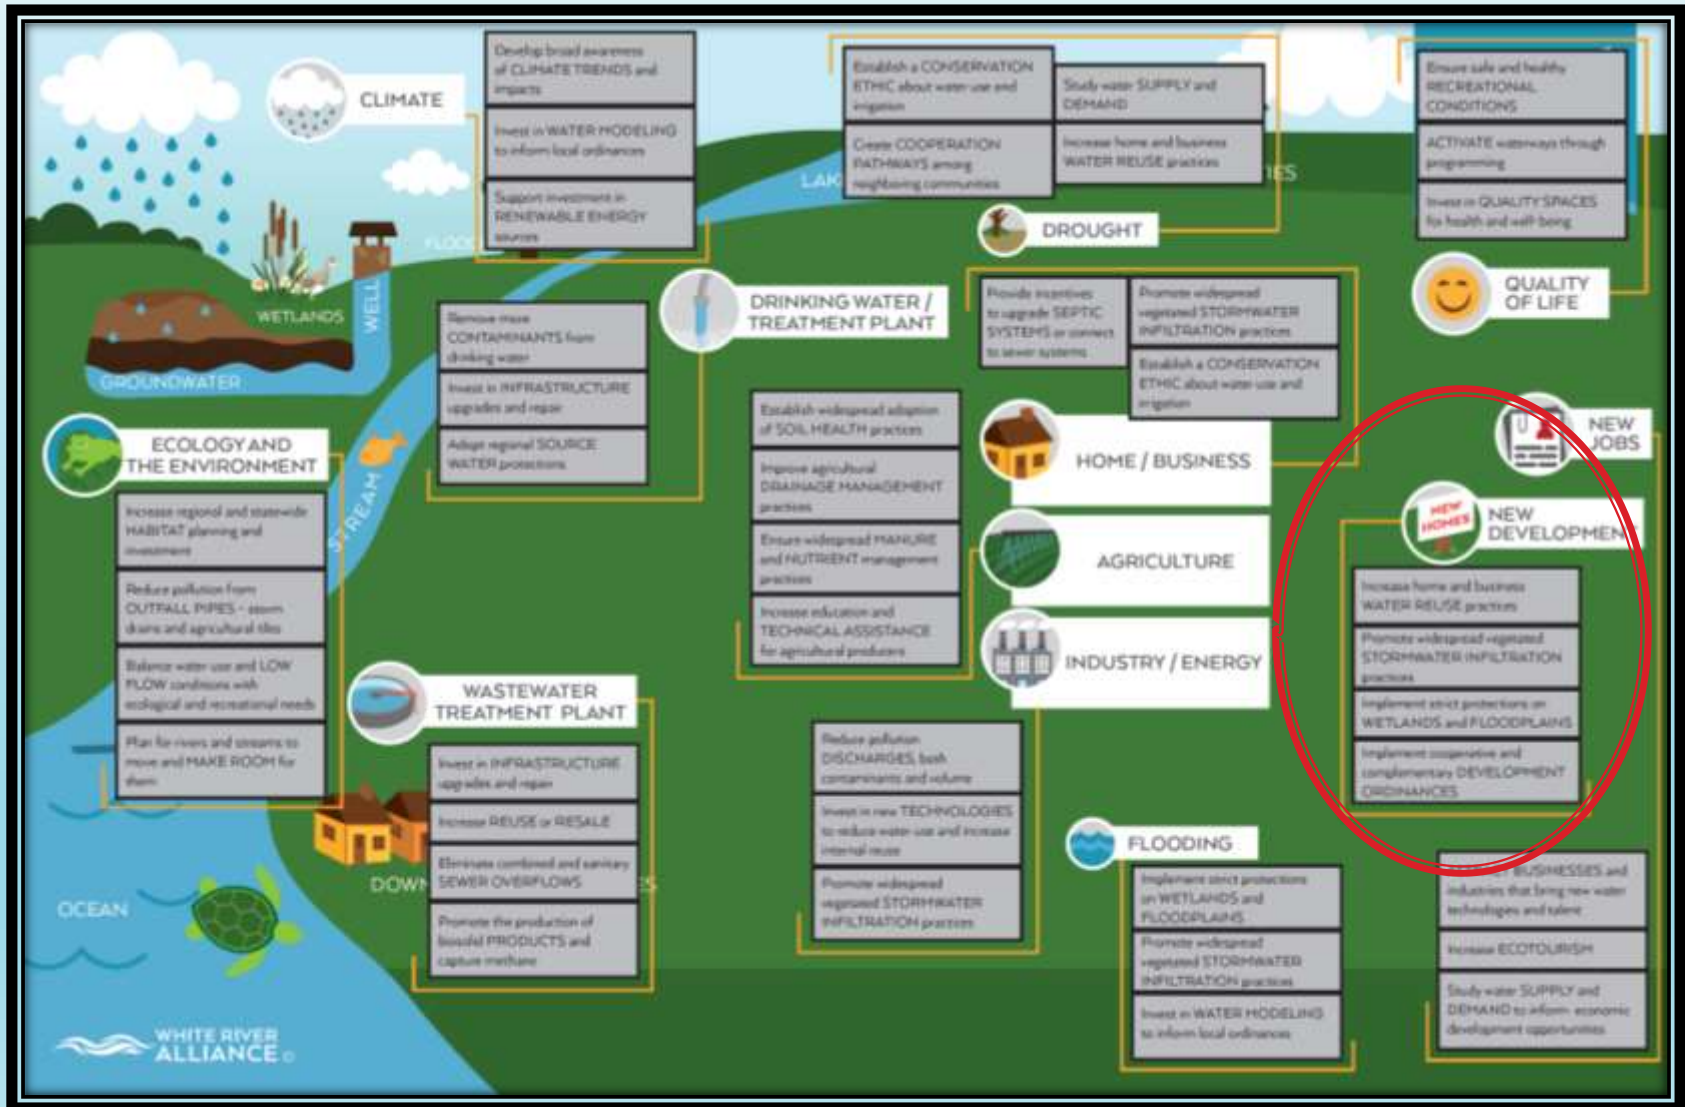 CLIMATE
Develop broad awareness
of CLIMATE TRENDS and
impacts
Invest in WATER MODELING
to inform local ordinances
Support investment in
RENEWABLE ENERGY
sources
Establish a CONSERVATION
ETHIC about water use and
irrigation
Create COOPERATION
PATHWAYS among
neighboring communities
Study water SUPPLY and
DEMAND
Increase home and business
WATER REUSE practices
DROUGHT
Ensure safe and healthy
RECREATIONAL
CONDITIONS
ACTIVATE waterways through
programming
Invest in QUALITY SPACES
for health and well-being
QUALITY
OF LIFE
WETLANDS
WELL
GROUNDWATER
STREAM
DRINKING WATER /
TREATMENT PLANT
Remove more
CONTAMINANTS from
drinking water
Invest in INFRASTRUCTURE
upgrades and repair
Adopt regional SOURCE
WATER protections
Provide incentives
to upgrade SEPTIC
SYSTEMS or connect
to sewer systems
Promote widespread
vegetated STORMWATER
INFILTRATION practices
Establish a CONSERVATION
ETHIC about water use and
irrigation
HOME / BUSINESS
AGRICULTURE
INDUSTRY / ENERGY
Establish widespread adoption
of SOIL HEALTH practices
Improve agricultural
DRAINAGE MANAGEMENT
practices
Ensure widespread MANURE
and NUTRIENT management
practices
Increase education and
TECHNICAL ASSISTANCE
for agricultural producers
ECOLOGY AND
THE ENVIRONMENT
Increase regional and statewide
HABITAT planning and
investment
Reduce pollution from
OUTFALL PIPES - storm
drains and agricultural tiles
Balance water use and LOW
FLOW conditions with
ecological and recreational needs
Plan for rivers and streams to
move and MAKE ROOM for
them
WASTEWATER
TREATMENT PLANT
Invest in INFRASTRUCTURE
upgrades and repair
Increase REUSE or RESALE
Eliminate combined and sanitary
SEWER OVERFLOWS
Promote the production of
biosolid PRODUCTS and
capture methane
Reduce pollution
DISCHARGES, both
contaminants and volume
Invest in new TECHNOLOGIES
to reduce water use and increase
internal reuse
Promote widespread
vegetated STORMWATER
INFILTRATION practices
NEW
JOBS
NEW
HOMES
NEW
DEVELOPMENT
Increase home and business
WATER REUSE practices
Promote widespread vegetated
STORMWATER INFILTRATION
practices
Implement strict protections on
WETLANDS and FLOODPLAINS
Implement cooperative and
complementary DEVELOPMENT
ORDINANCES
FLOODING
Implement strict protections
on WETLANDS and
FLOODPLAINS
Promote widespread
vegetated STORMWATER
INFILTRATION practices
Invest in WATER MODELING
to inform local ordinances
BUSINESSES and
industries that bring new water
technologies and talent
Increase ECOTOURISM
Study water SUPPLY and
DEMAND to inform economic
development opportunities
OCEAN
WHITE RIVER
ALLIANCE ©